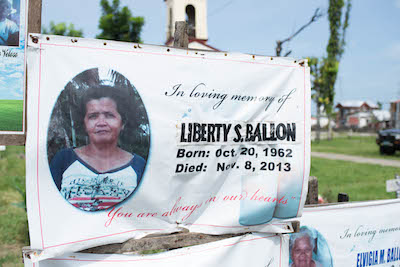 In loving memory of
LIBERTY S. BALLON
Born: Oct 20, 1962
Died: Nov. 8, 2013
You are always in our hearts
In loving memory
ELVIGIA M.